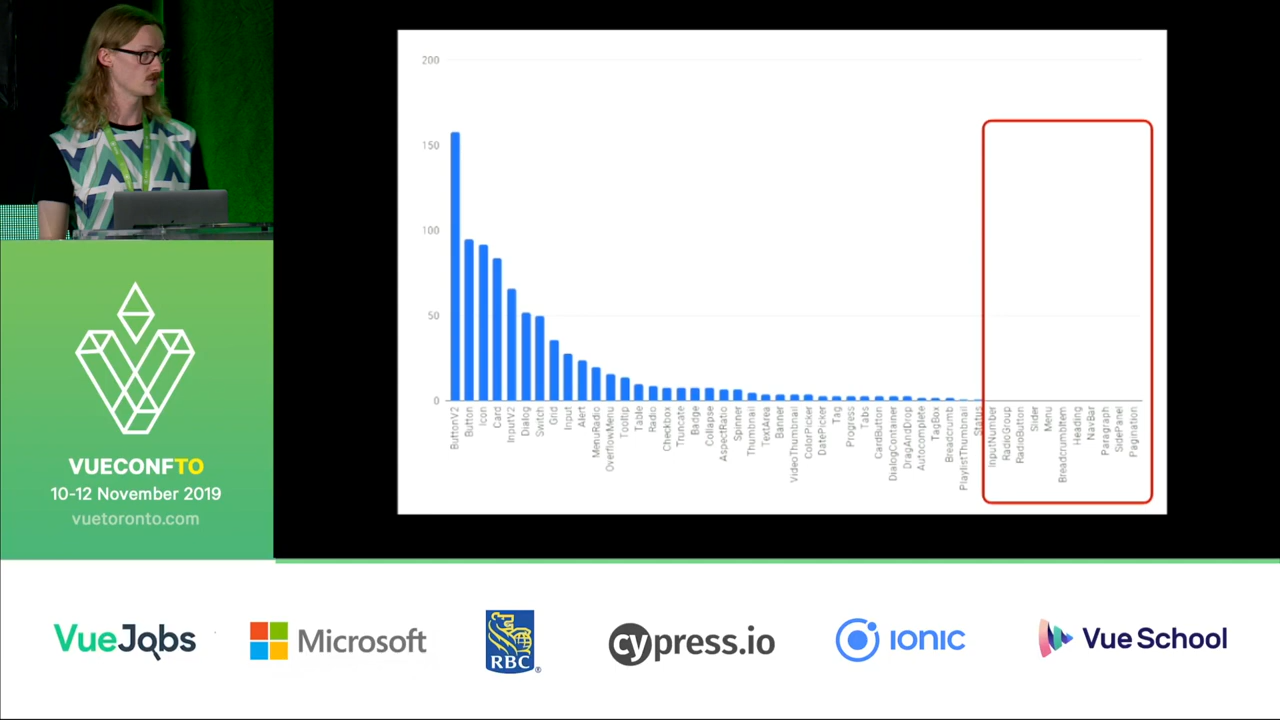 200
150
100
50
0
ButtonV2
Button
Icon
Card
InputV2
Dialog
Switch
Grid
Input
Alert
MenuRadio
OverflowMenu
Tooltip
Table
Radio
Checkbox
Truncate
Badge
Collapse
AspectRatio
Spinner
Thumbnail
TextArea
Banner
VideoThumbnail
ColorPicker
DatePicker
Tag
Progress
Tabs
CardButton
DialogContainer
DragAndDrop
Autocomplete
TagBox
Breadcrumb
PlaylistThumbnail
Status
InputNumber
RadioGroup
RadioButton
Slider
Menu
BreadcrumbItem
Heading
NavBar
Paragraph
SidePanel
Pagination
VUECONFTO
10-12 November 2019
vuetoronto.com
VueJobs
Microsoft
RBC
®
cypress.io
IONIC
Vue School